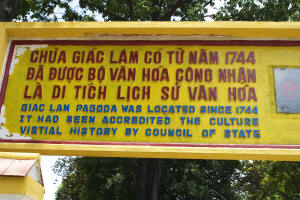 CHÙA GIÁC LÂM CÓ TỪ NĂM 1744
ĐÃ ĐƯỢC BỘ VĂN HÓA CÔNG NHẬN
LÀ DI TÍCH LỊCH SỬ VĂN HÓA
GIAC LAM PAGODA WAS LOCATED SINCE 1744
IT HAD BEEN ACCREDITED THE CULTURE
VISTIAL HISTORY BY COUNCIL OF STATE